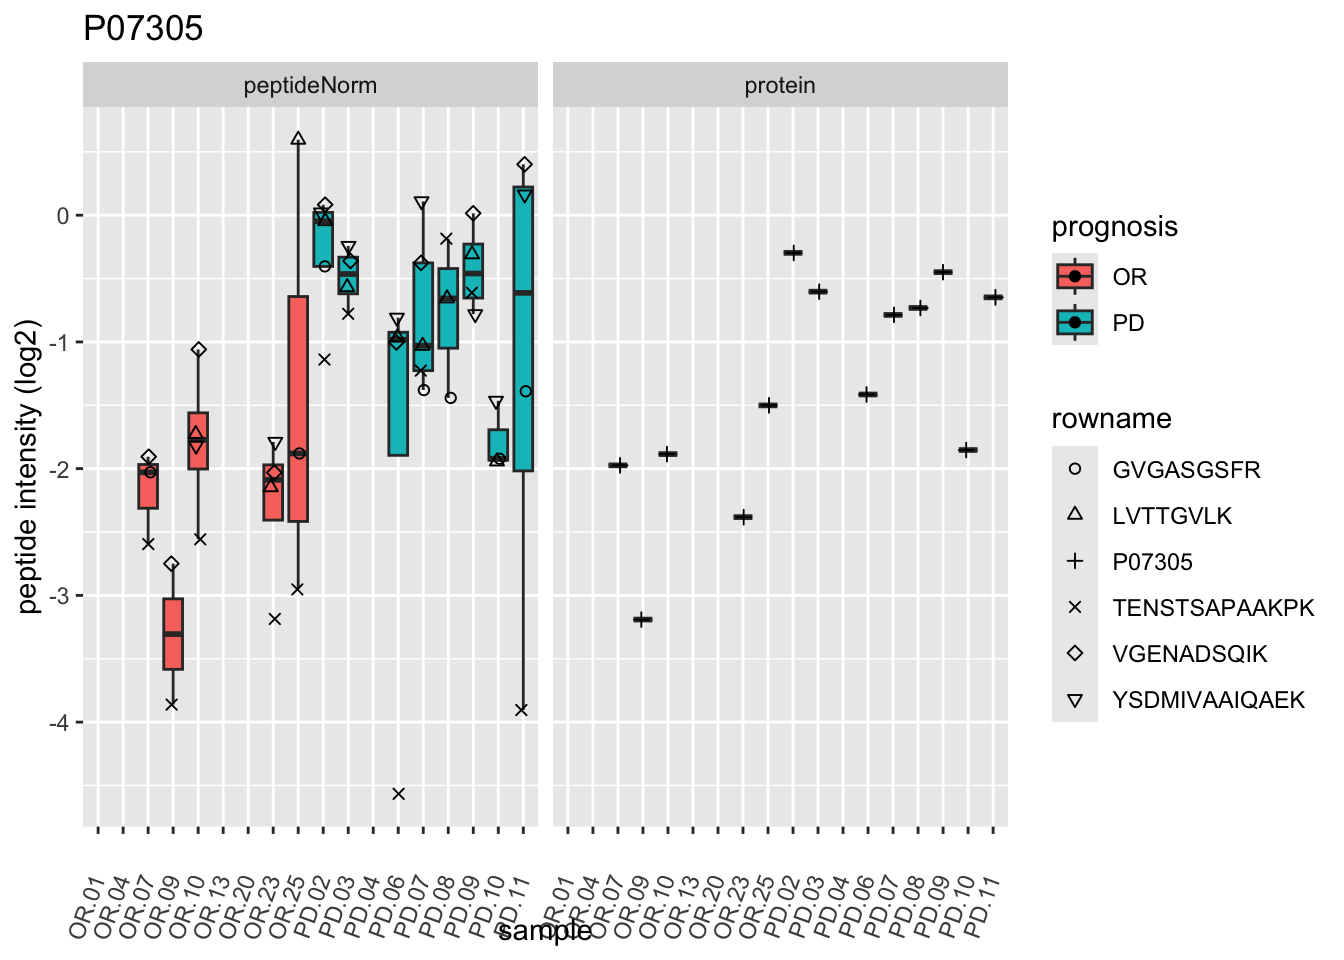 P07305
peptideNorm
protein
peptide intensity (log2)
0
-1
-2
-3
-4
OR.01
OR.04
OR.07
OR.09
OR.10
OR.13
OR.20
OR.23
OR.25
PD.02
PD.03
PD.04
PD.06
PD.07
PD.08
PD.09
PD.10
PD.11
OR.01
OR.04
OR.07
OR.09
OR.10
OR.13
OR.20
OR.23
OR.25
PD.02
PD.03
PD.04
PD.06
PD.07
PD.08
PD.09
PD.10
PD.11
sample
prognosis
OR
PD
rowname
GVGASGSFR
LVTTGVLK
P07305
TENSTSAPAAKPK
VGENADSQIK
YSDMIVAAIQAEK